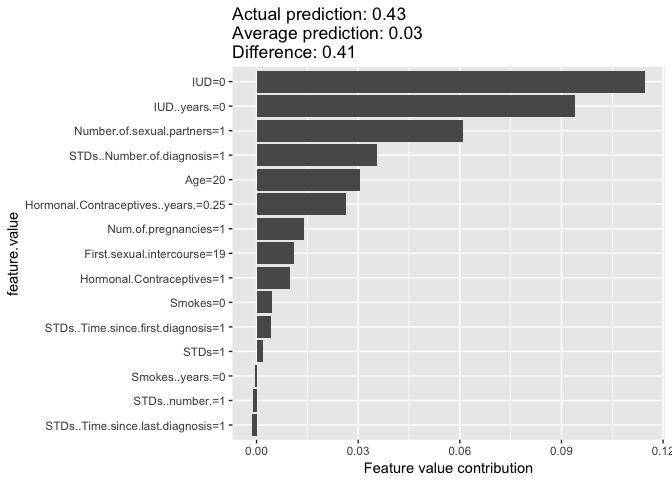 Actual prediction: 0.43
Average prediction: 0.03
Difference: 0.41
IUD=0
IUD..years.=0
Number.of.sexual.partners=1
STDs..Number.of.diagnosis=1
Age=20
Hormonal.Contraceptives..years.=0.25
Num.of.pregnancies=1
First.sexual.intercourse=19
Hormonal.Contraceptives=1
Smokes=0
STDs..Time.since.first.diagnosis=1
STDs=1
Smokes..years.=0
STDs..number.=1
STDs..Time.since.last.diagnosis=1
feature.value
0.00 0.03 0.06 0.09 0.12
Feature value contribution